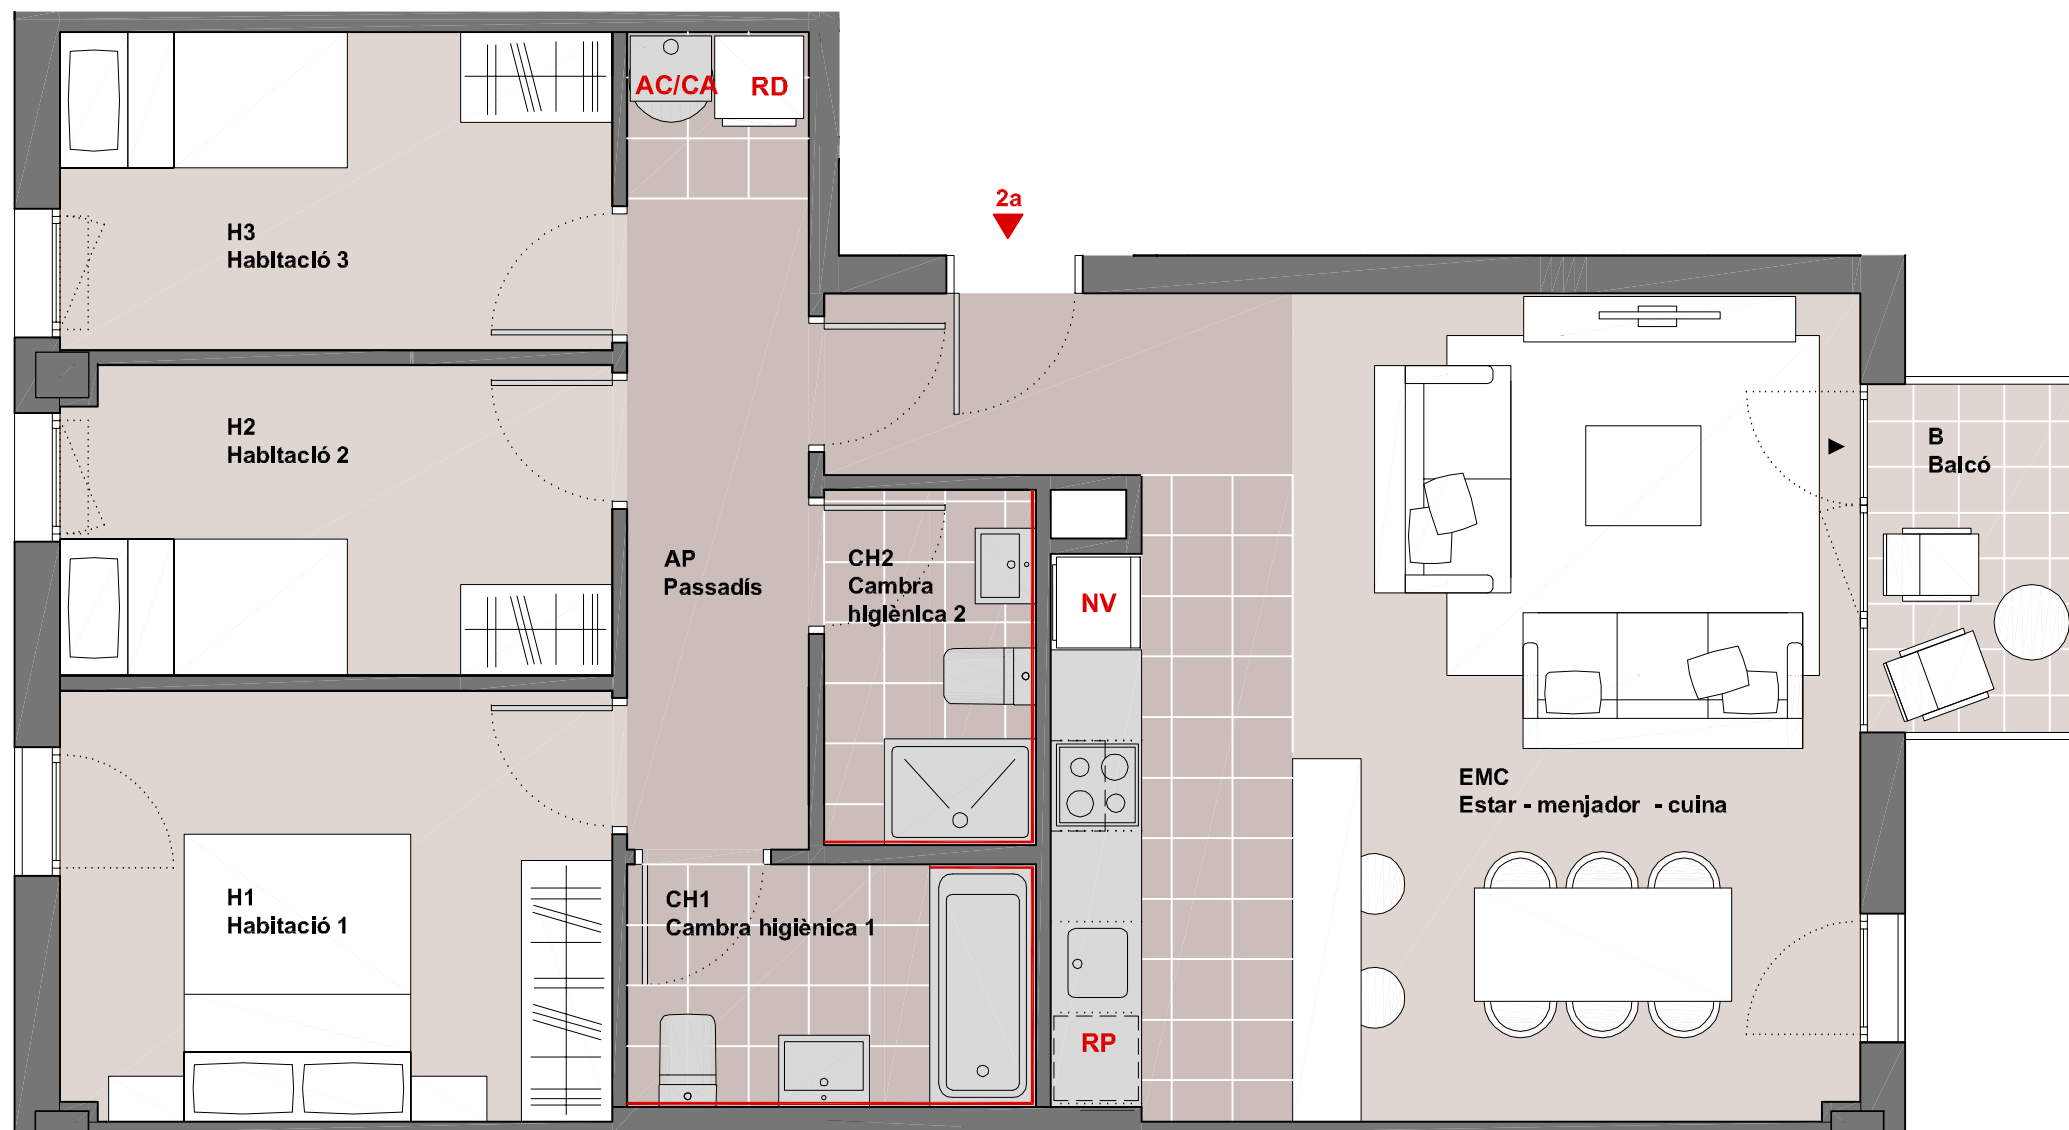 AC/CA
RD
2a
H3
Habitació 3
H2
Habitació 2
B
Balcó
AP
Passadís
CH2
Cambra
higiènica 2
NV
EMC
Estar - menjador - cuina
H1
Habitació 1
CH1
Cambra higiènica 1
RP